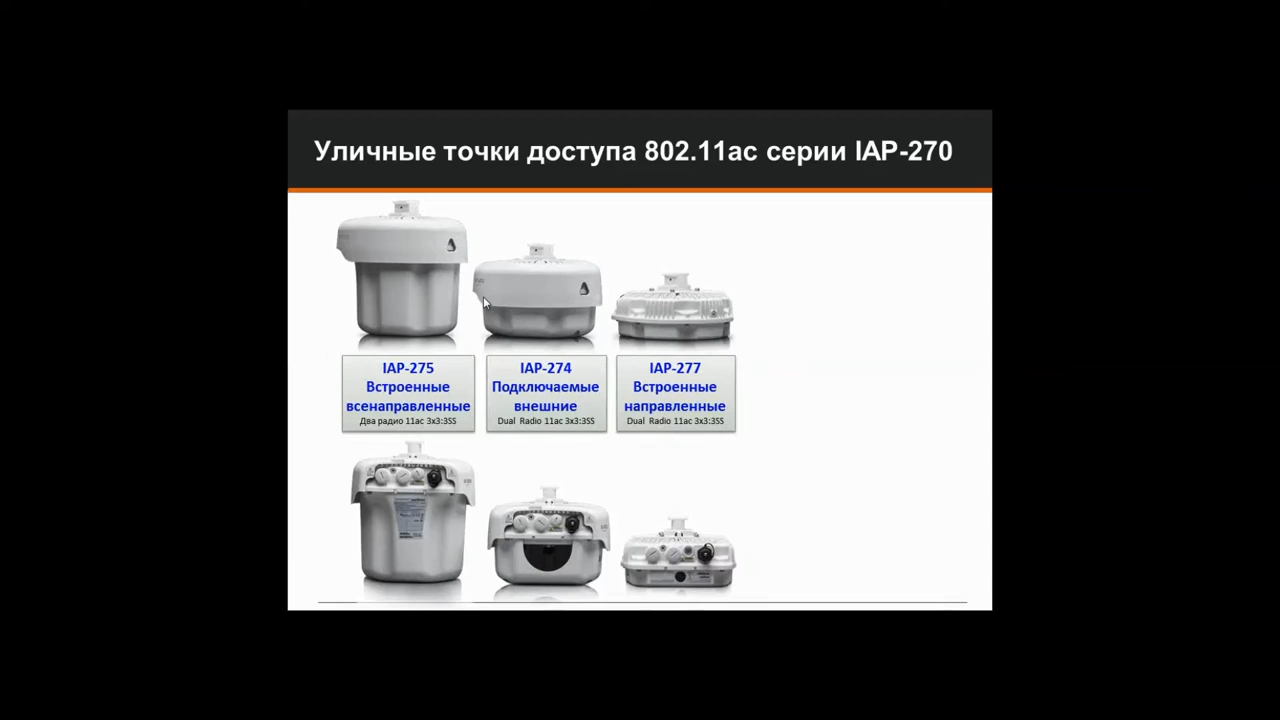 Уличные точки доступа 802.11ac серии IAP-270
IAP-275
Встроенные
всенаправленные
Два радио 11ac 3x3:3SS
IAP-274
Подключаемые
внешние
Dual Radio 11ac 3x3:3SS
IAP-277
Встроенные
направленные
Dual Radio 11ac 3x3:3SS